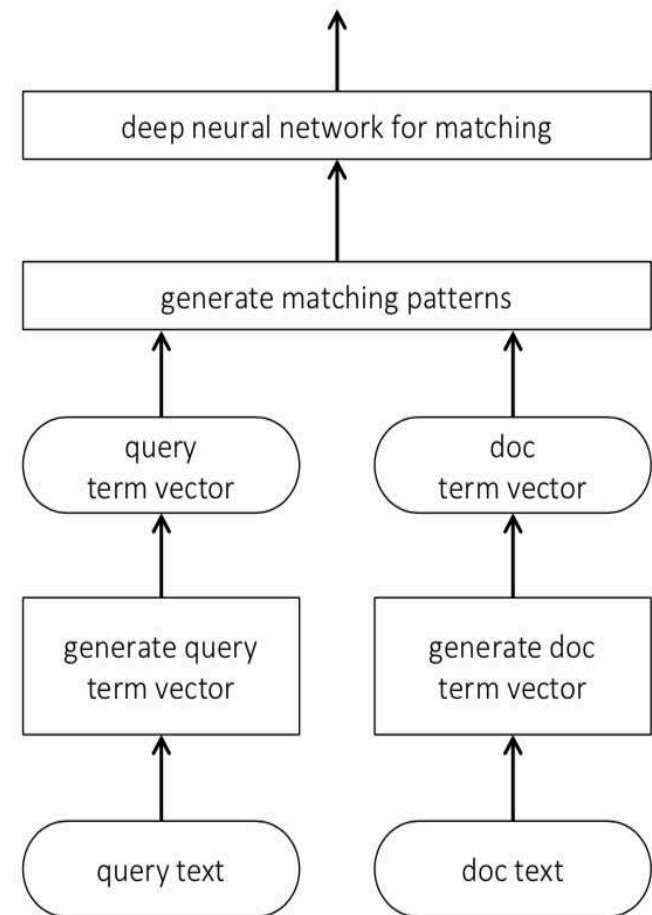 deep neural network for matching
generate matching patterns
query
term vector
doc
term vector
generate query
term vector
generate doc
term vector
query text
doc text